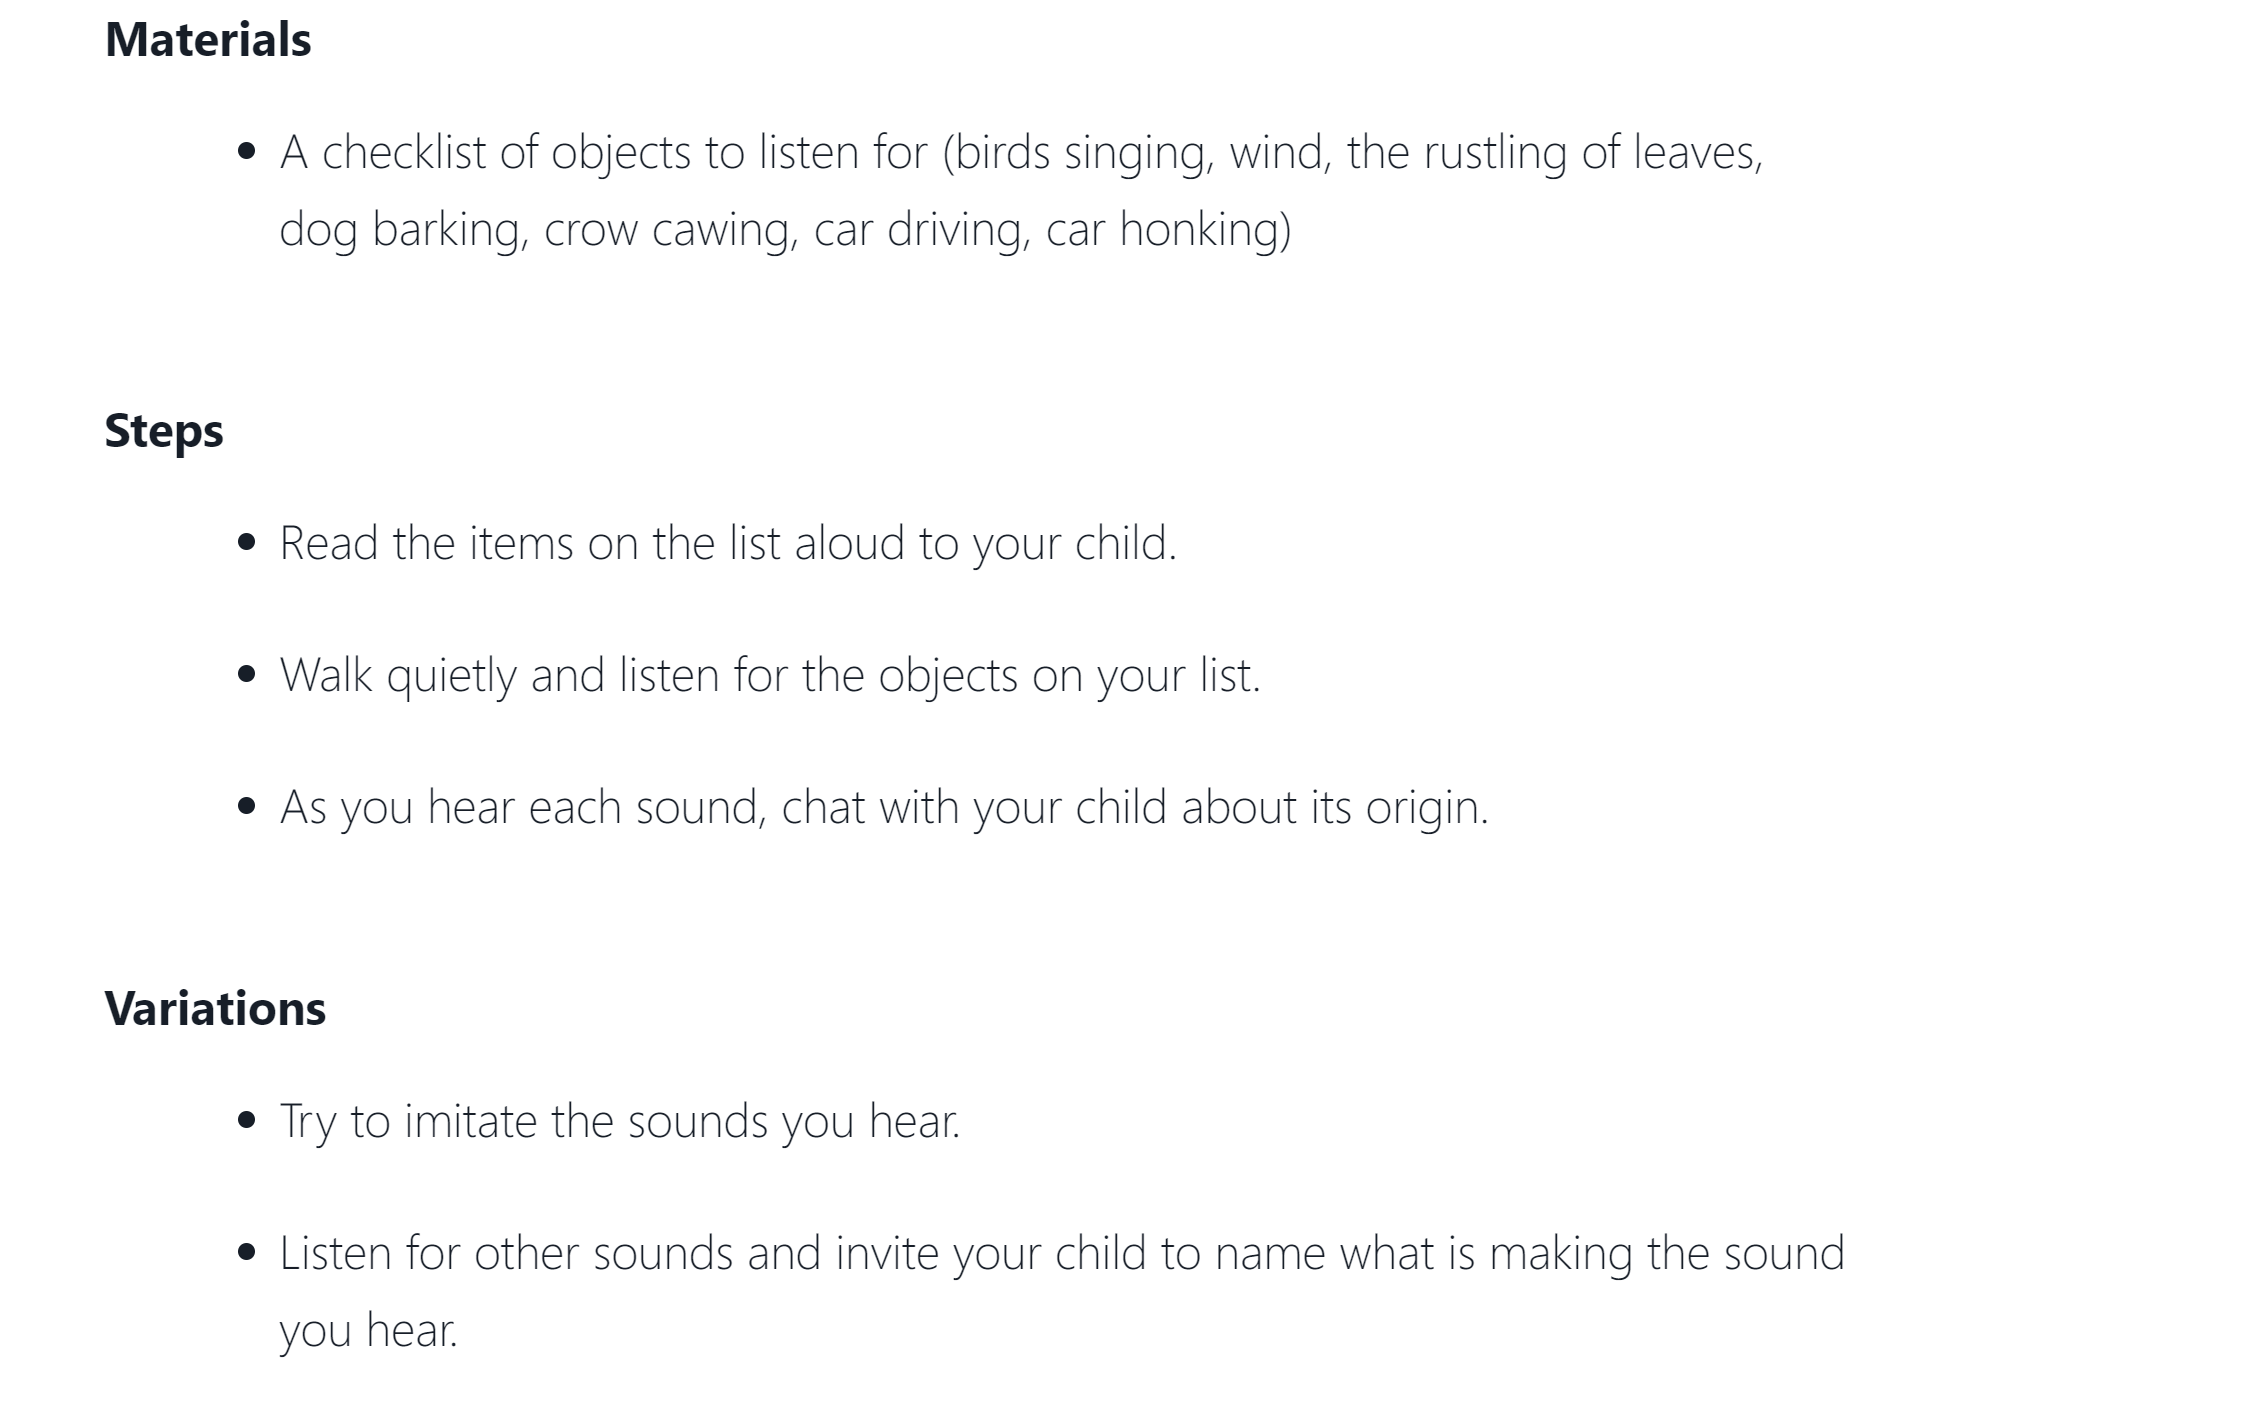 Materials
• A checklist of objects to listen for (birds singing, wind, the rustling of leaves,
dog barking, crow cawing, car driving, car honking)
Steps
• Read the items on the list aloud to your child.
• Walk quietly and listen for the objects on your list.
• As you hear each sound, chat with your child about its origin.
Variations
• Try to imitate the sounds you hear.
• Listen for other sounds and invite your child to name what is making the sound
you hear.